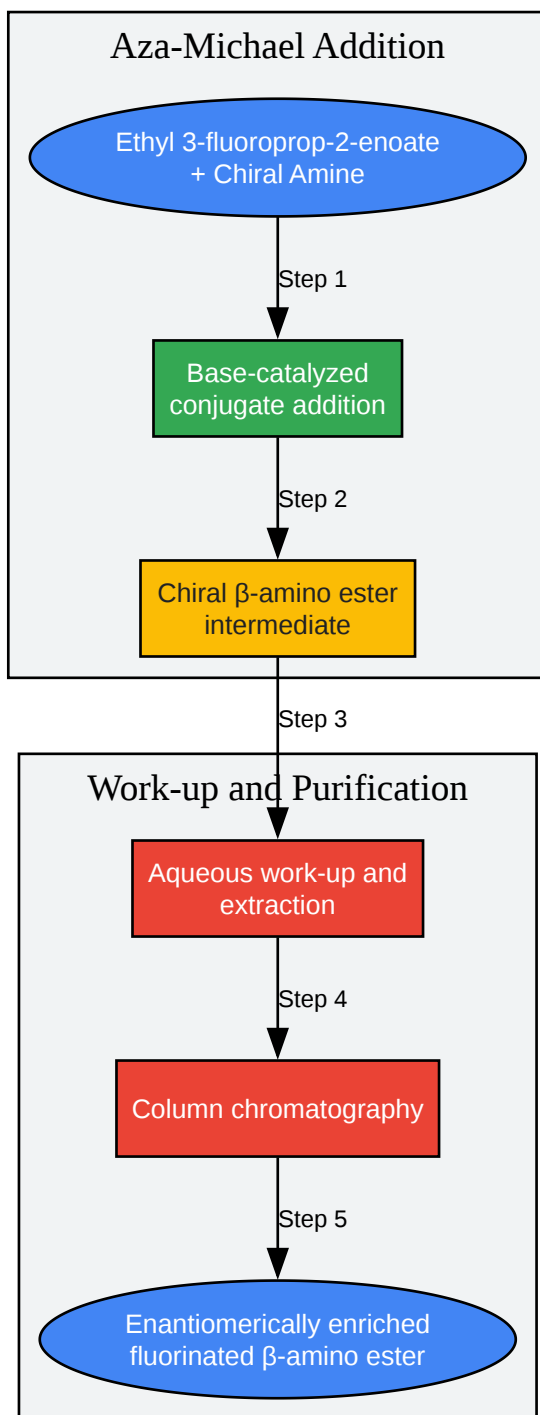 Aza-Michael Addition
Ethyl 3-fluoroprop-2-enoate
+ Chiral Amine
Step 1
Base-catalyzed
conjugate addition
Step 2
Chiral β-amino ester
intermediate
Step 3
Work-up and Purification
Aqueous work-up and
extraction
Step 4
Column chromatography
Step 5
Enantiomerically enriched
fluorinated β-amino ester